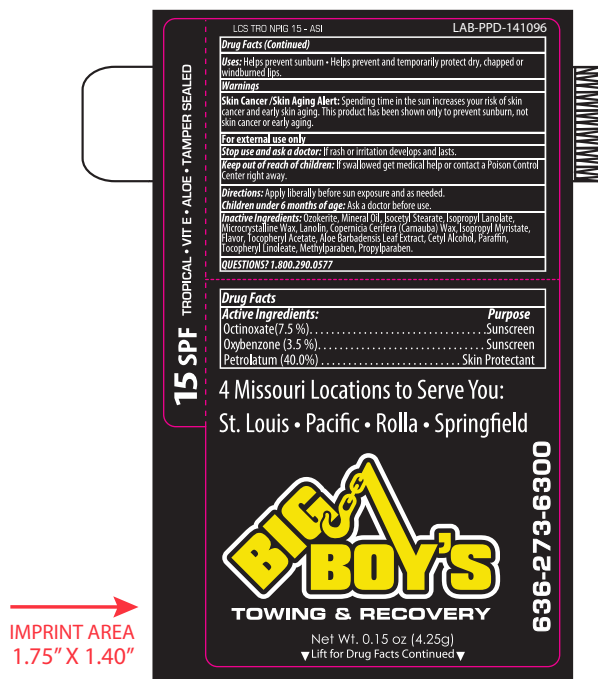 LCS TRO NPIG 15 - ASI LAB-PPD-141096
Drug Facts (Continued)
Uses: Helps prevent sunburn • Helps prevent and temporarily protect dry, chapped or
windburned lips.
Warnings
Skin Cancer /Skin Aging Alert: Spending time in the sun increases your risk of skin
cancer and early skin aging. This product has been shown only to prevent sunburn, not
skin cancer or early aging.
For external use only
Stop use and ask a doctor: If rash or irritation develops and lasts.
Keep out of reach of children: If swallowed get medical help or contact a Poison Control
Center right away.
Directions: Apply liberally before sun exposure and as needed.
Children under 6 months of age: Ask a doctor before use.
Inactive Ingredients: Ozokerite, Mineral Oil, Isocetyl Stearate, Isopropyl Lanolate,
Microcrystalline Wax, Lanolin, Copernicia Cerifera (Carnauba) Wax, Isopropyl Myristate,
Flavor, Tocopheryl Acetate, Aloe Barbadensis Leaf Extract, Cetyl Alcohol, Paraffin,
Tocopheryl Linoleate, Methylparaben, Propylparaben.
QUESTIONS? 1.800.290.0577
15 SPF TROPICAL • VIT E • ALOE • TAMPER SEALED
Drug Facts
Active Ingredients: Purpose
Octinoxate(7.5 %)................................Sunscreen
Oxybenzone (3.5 %)...............................Sunscreen
Petrolatum (40.0%) .........................Skin Protectant
4 Missouri Locations to Serve You:
St. Louis • Pacific • Rolla • Springfield
BIG
BOY'S
TOWING & RECOVERY
636-273-6300
Net Wt. 0.15 oz (4.25g)
▼Lift for Drug Facts Continued▼
IMPRINT AREA
1.75” X 1.40”